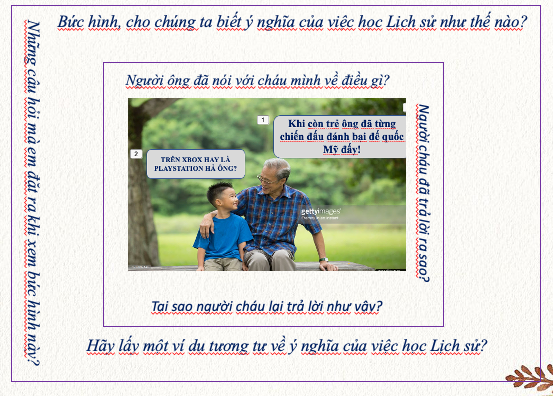 Bức hình, cho chúng ta biết ý nghĩa của việc học Lịch sử như thế nào?
Những câu hỏi mà em đặt ra khi xem bức hình này?
Người ông đã nói với cháu mình về điều gì?
1
Khi còn trẻ ông đã từng
chiến đấu đánh bại đế quốc
Mỹ đấy!
2
TRÊN XBOX HAY LÀ
PLAYSTATION HẢ ÔNG?
gettyimages
Người cháu đã trả lời ra sao?
Tại sao người cháu lại trả lời như vậy?
Hãy lấy một ví dụ tương tự về ý nghĩa của việc học Lịch sử?